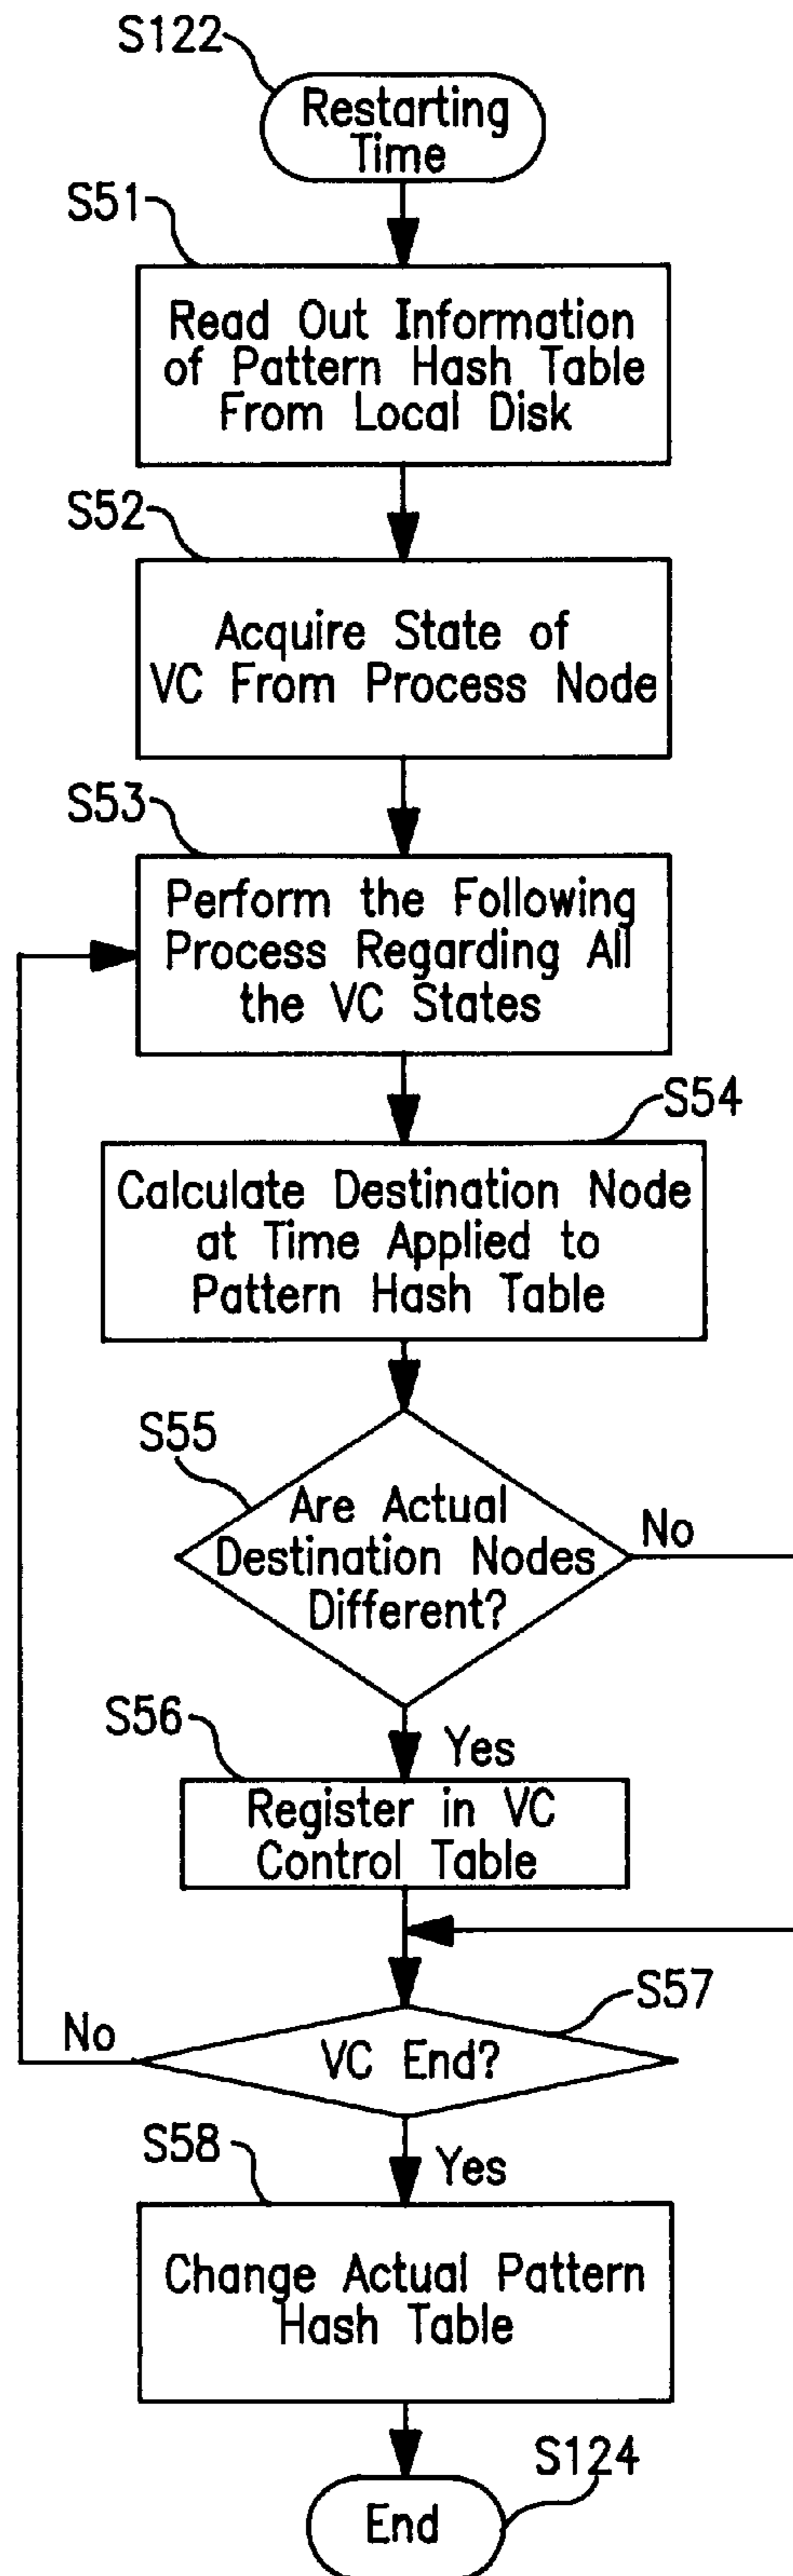 S122
Restarting
Time
S51
Read Out Information
of Pattern Hash Table
From Local Disk
S52
Acquire State of
VC From Process Node
S53
Perform the Following
Process Regarding All
the VC States
S54
Calculate Destination Node
at Time Applied to
Pattern Hash Table
S55
Are Actual
Destination Nodes
Different?
No
S56
Yes
Register in VC
Control Table
S57
No
VC End?
S58
Yes
Change Actual Pattern
Hash Table
S124
End